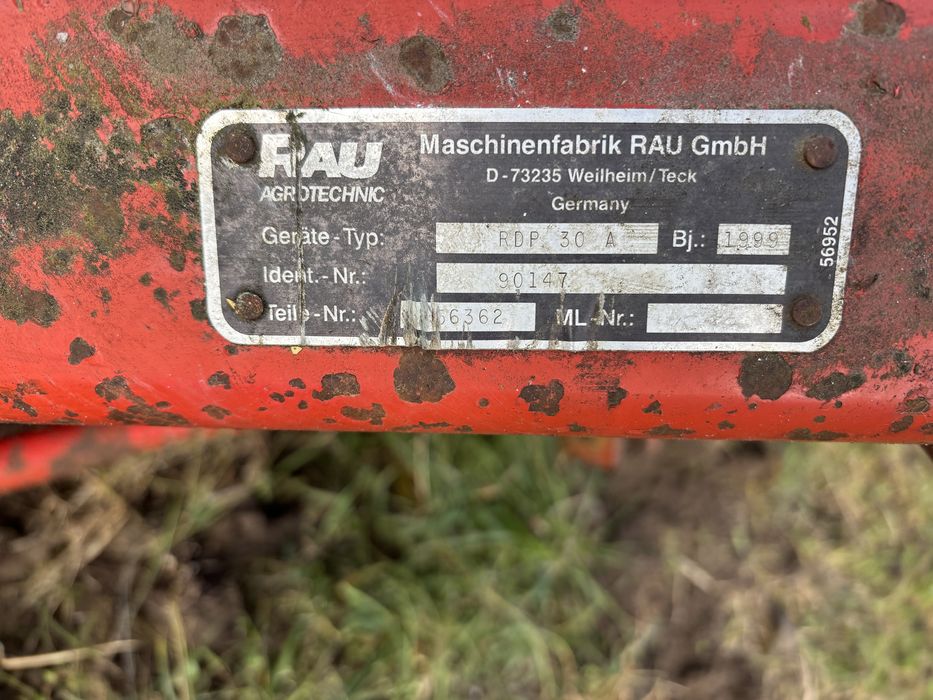 RAU
AGROTECHNIC
Maschinenfabrik RAU GmbH
D-73235 Weilheim/Teck
Germany
Geräte-Typ: RDP 30 A Bj.: 1999
Ident.-Nr.: 90147
Teile-Nr.: ML-Nr.:
56952